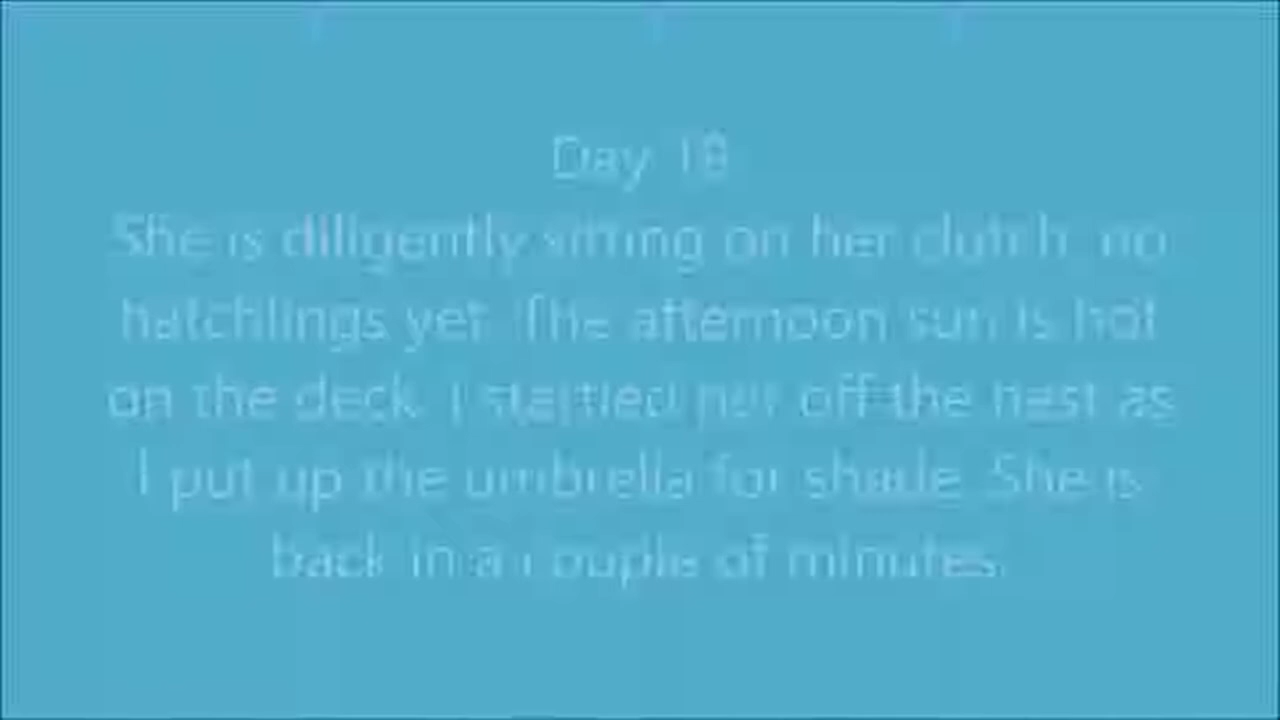 Day 18
She is diligently sitting on her clutch, no
hatchlings yet. The afternoon sun is hot
on the deck. I startled her off the nest as
I put up the umbrella for shade. She is
back in a couple of minutes.